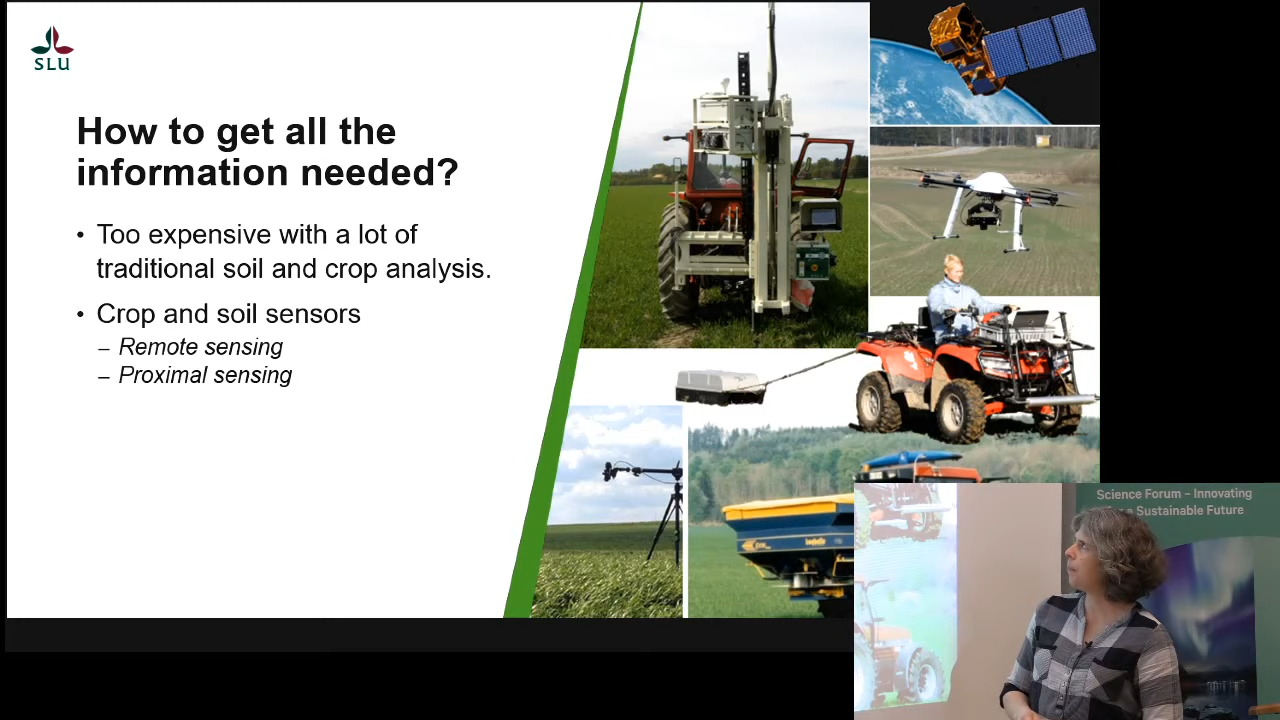 SLU
How to get all the
information needed?
• Too expensive with a lot of
traditional soil and crop analysis.
• Crop and soil sensors
– Remote sensing
– Proximal sensing
Science Forum – Innovating
a Sustainable Future